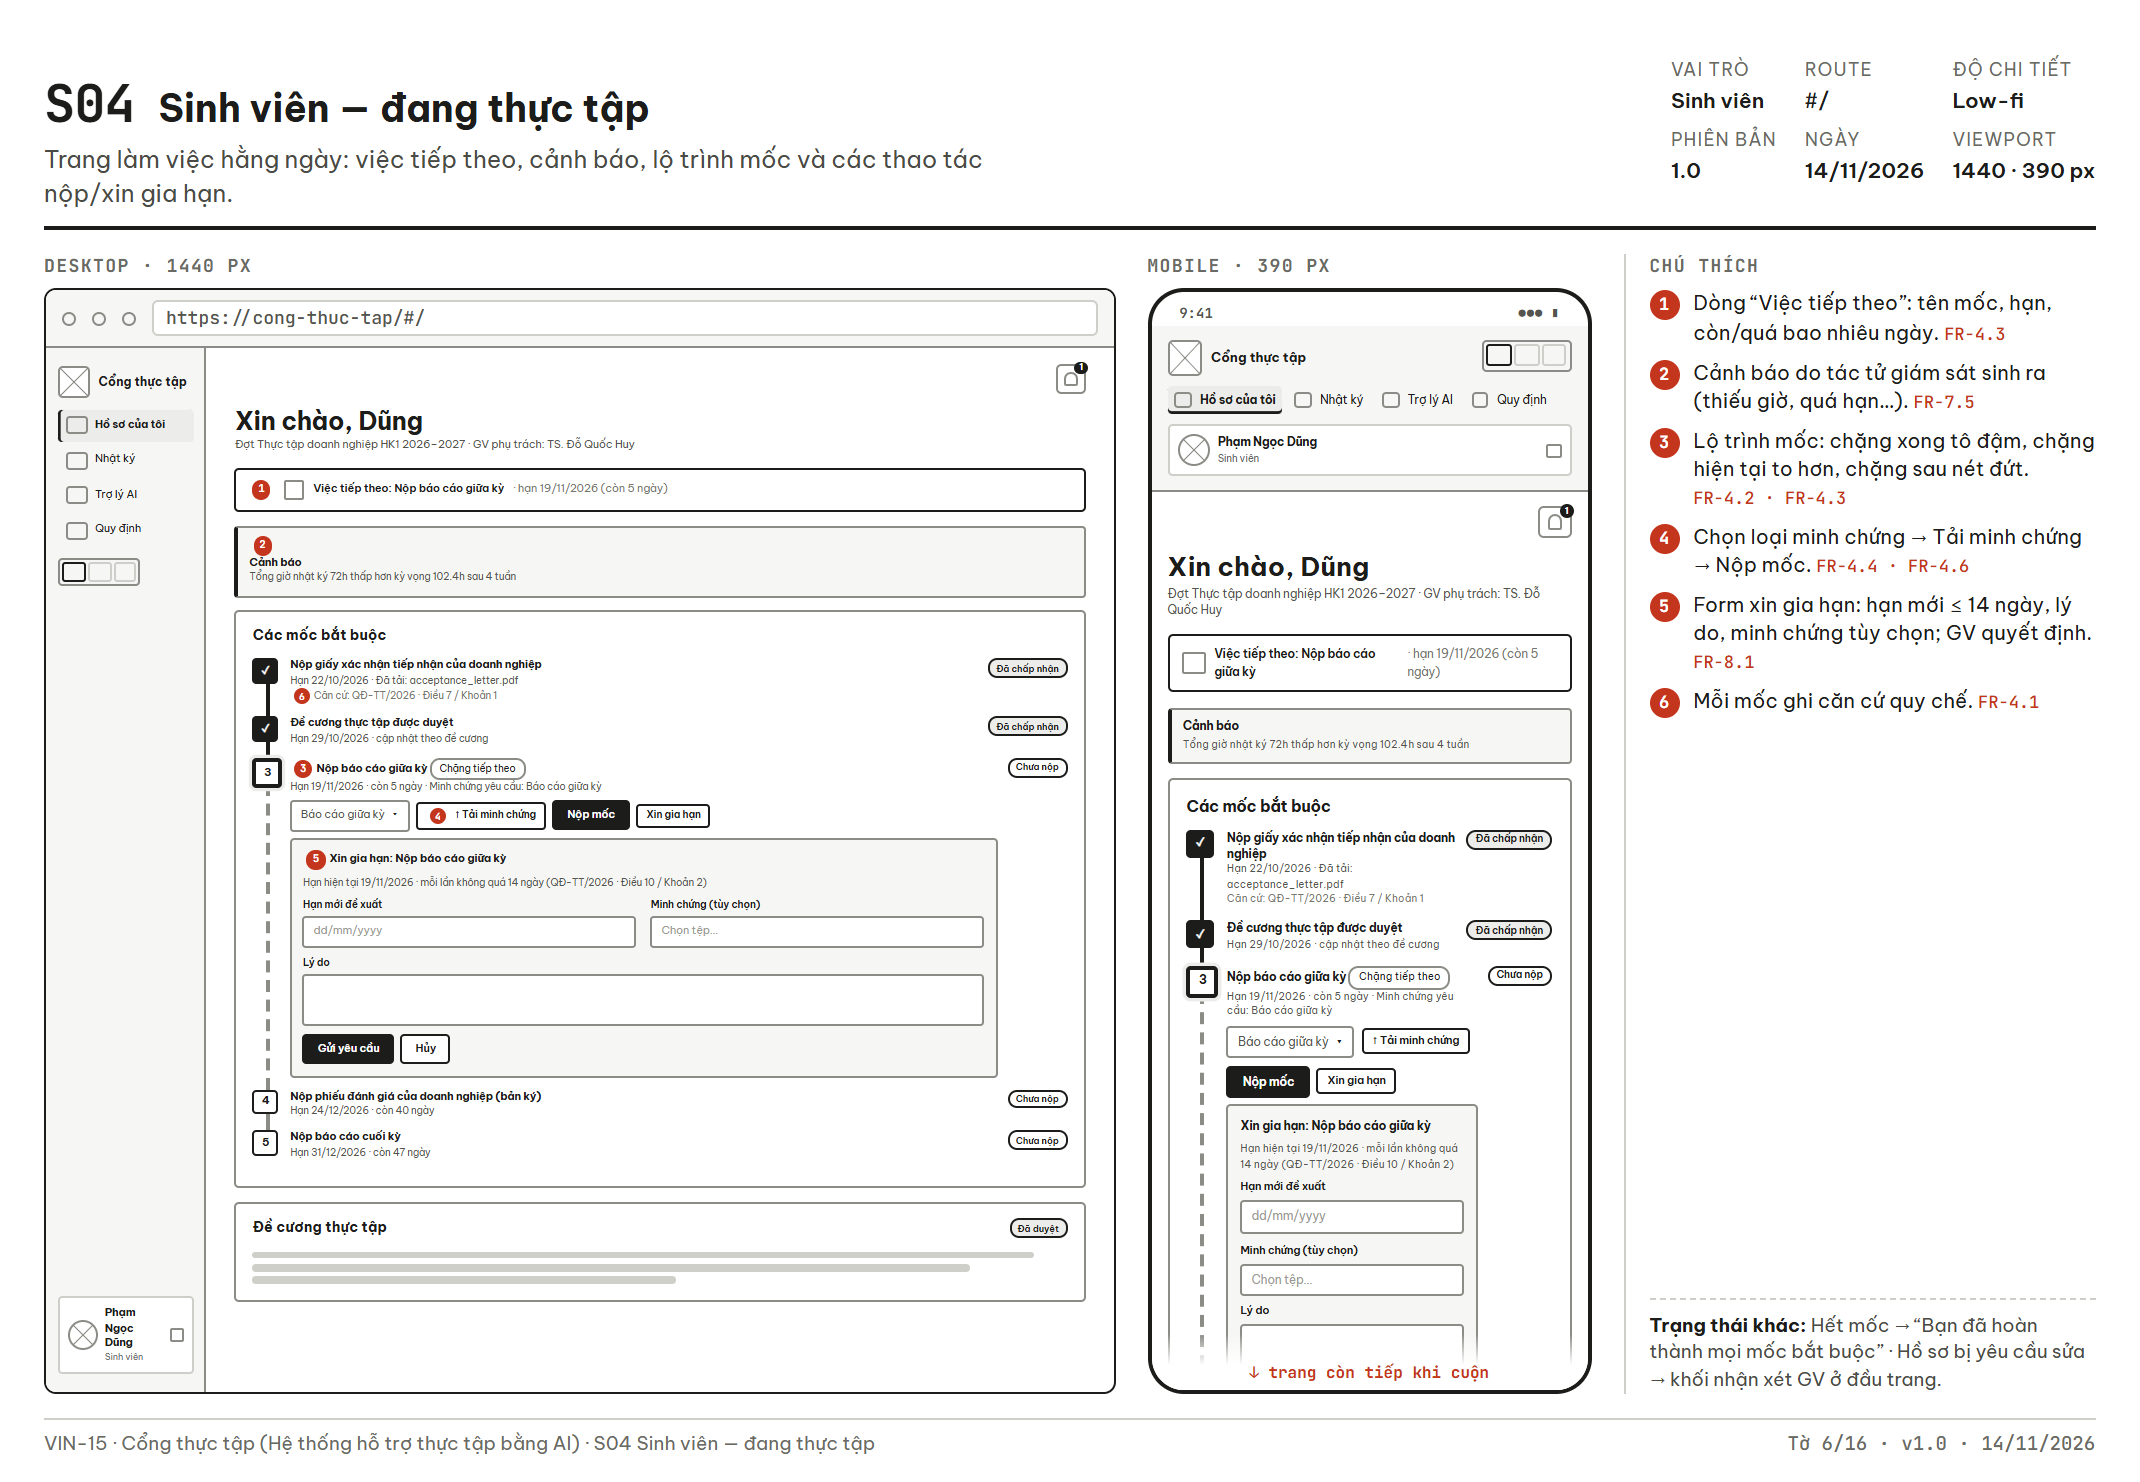 S04 Sinh viên — đang thực tập
Trang làm việc hằng ngày: việc tiếp theo, cảnh báo, lộ trình mốc và các thao tác
nộp/xin gia hạn.
VAI TRÒ
Sinh viên
ROUTE
#/
ĐỘ CHI TIẾT
Low-fi
PHIÊN BẢN
1.0
NGÀY
14/11/2026
VIEWPORT
1440 · 390 px
DESKTOP · 1440 PX
https://cong-thuc-tap/#/
Cổng thực tập
Hồ sơ của tôi
Nhật ký
Trợ lý AI
Quy định
Phạm
Ngọc
Dũng
Sinh viên
1
Xin chào, Dũng
Đợt Thực tập doanh nghiệp HK1 2026–2027 · GV phụ trách: TS. Đỗ Quốc Huy
1 Việc tiếp theo: Nộp báo cáo giữa kỳ · hạn 19/11/2026 (còn 5 ngày)
2
Cảnh báo
Tổng giờ nhật ký 72h thấp hơn kỳ vọng 102.4h sau 4 tuần
Các mốc bắt buộc
✓ Nộp giấy xác nhận tiếp nhận của doanh nghiệp Đã chấp nhận
Hạn 22/10/2026 · Đã tải: acceptance_letter.pdf
6 Căn cứ: QĐ-TT/2026 · Điều 7 / Khoản 1
✓ Đề cương thực tập được duyệt Đã chấp nhận
Hạn 29/10/2026 · cập nhật theo đề cương
3 3 Nộp báo cáo giữa kỳ Chặng tiếp theo Chưa nộp
Hạn 19/11/2026 · còn 5 ngày · Minh chứng yêu cầu: Báo cáo giữa kỳ
Báo cáo giữa kỳ 4 ↑ Tải minh chứng Nộp mốc Xin gia hạn
5 Xin gia hạn: Nộp báo cáo giữa kỳ
Hạn hiện tại 19/11/2026 · mỗi lần không quá 14 ngày (QĐ-TT/2026 · Điều 10 / Khoản 2)
Hạn mới đề xuất Minh chứng (tùy chọn)
dd/mm/yyyy Chọn tệp...
Lý do
Gửi yêu cầu Hủy
4 Nộp phiếu đánh giá của doanh nghiệp (bản ký) Chưa nộp
Hạn 24/12/2026 · còn 40 ngày
5 Nộp báo cáo cuối kỳ Chưa nộp
Hạn 31/12/2026 · còn 47 ngày
Đề cương thực tập Đã duyệt
MOBILE · 390 PX
9:41
Cổng thực tập
Hồ sơ của tôi Nhật ký Trợ lý AI Quy định
Phạm Ngọc Dũng
Sinh viên
1
Xin chào, Dũng
Đợt Thực tập doanh nghiệp HK1 2026–2027 · GV phụ trách: TS. Đỗ
Quốc Huy
Việc tiếp theo: Nộp báo cáo · hạn 19/11/2026 (còn 5
giữa kỳ ngày)
Cảnh báo
Tổng giờ nhật ký 72h thấp hơn kỳ vọng 102.4h sau 4 tuần
Các mốc bắt buộc
✓ Nộp giấy xác nhận tiếp nhận của doanh Đã chấp nhận
nghiệp
Hạn 22/10/2026 · Đã tải:
acceptance_letter.pdf
Căn cứ: QĐ-TT/2026 · Điều 7 / Khoản 1
✓ Đề cương thực tập được duyệt Đã chấp nhận
Hạn 29/10/2026 · cập nhật theo đề cương
3 Nộp báo cáo giữa kỳ Chặng tiếp theo Chưa nộp
Hạn 19/11/2026 · còn 5 ngày · Minh chứng yêu
cầu: Báo cáo giữa kỳ
Báo cáo giữa kỳ ↑ Tải minh chứng
Nộp mốc Xin gia hạn
Xin gia hạn: Nộp báo cáo giữa kỳ
Hạn hiện tại 19/11/2026 · mỗi lần không quá
14 ngày (QĐ-TT/2026 · Điều 10 / Khoản 2)
Hạn mới đề xuất
dd/mm/yyyy
Minh chứng (tùy chọn)
Chọn tệp...
Lý do
↓ trang còn tiếp khi cuộn
CHÚ THÍCH
1 Dòng “Việc tiếp theo”: tên mốc, hạn,
còn/quá bao nhiêu ngày. FR-4.3
2 Cảnh báo do tác tử giám sát sinh ra
(thiếu giờ, quá hạn...). FR-7.5
3 Lộ trình mốc: chặng xong tô đậm, chặng
hiện tại to hơn, chặng sau nét đứt.
FR-4.2 · FR-4.3
4 Chọn loại minh chứng → Tải minh chứng
→ Nộp mốc. FR-4.4 · FR-4.6
5 Form xin gia hạn: hạn mới ≤ 14 ngày, lý
do, minh chứng tùy chọn; GV quyết định.
FR-8.1
6 Mỗi mốc ghi căn cứ quy chế. FR-4.1
Trạng thái khác: Hết mốc → “Bạn đã hoàn
thành mọi mốc bắt buộc” · Hồ sơ bị yêu cầu sửa
→ khối nhận xét GV ở đầu trang.
VIN-15 · Cổng thực tập (Hệ thống hỗ trợ thực tập bằng AI) · S04 Sinh viên — đang thực tập
Tờ 6/16 · v1.0 · 14/11/2026